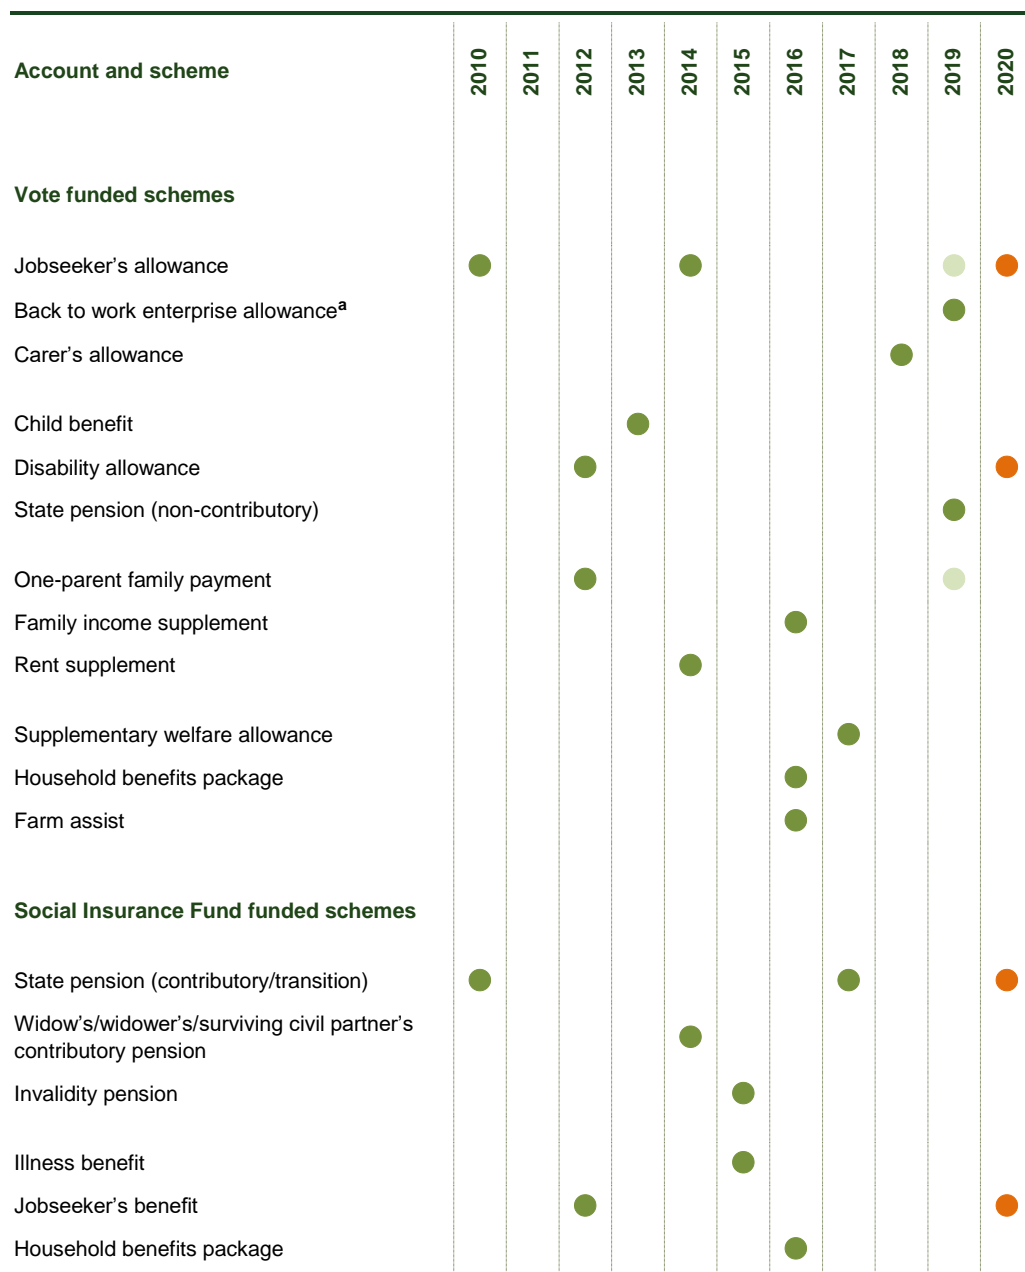 Account and scheme 2010 2011 2012 2013 2014 2015 2016 2017 2018 2019 2020
Vote funded schemes
Jobseeker’s allowance
Back to work enterprise allowanceᵃ
Carer’s allowance
Child benefit
Disability allowance
State pension (non-contributory)
One-parent family payment
Family income supplement
Rent supplement
Supplementary welfare allowance
Household benefits package
Farm assist
Social Insurance Fund funded schemes
State pension (contributory/transition)
Widow’s/widower’s/surviving civil partner’s
contributory pension
Invalidity pension
Illness benefit
Jobseeker’s benefit
Household benefits package